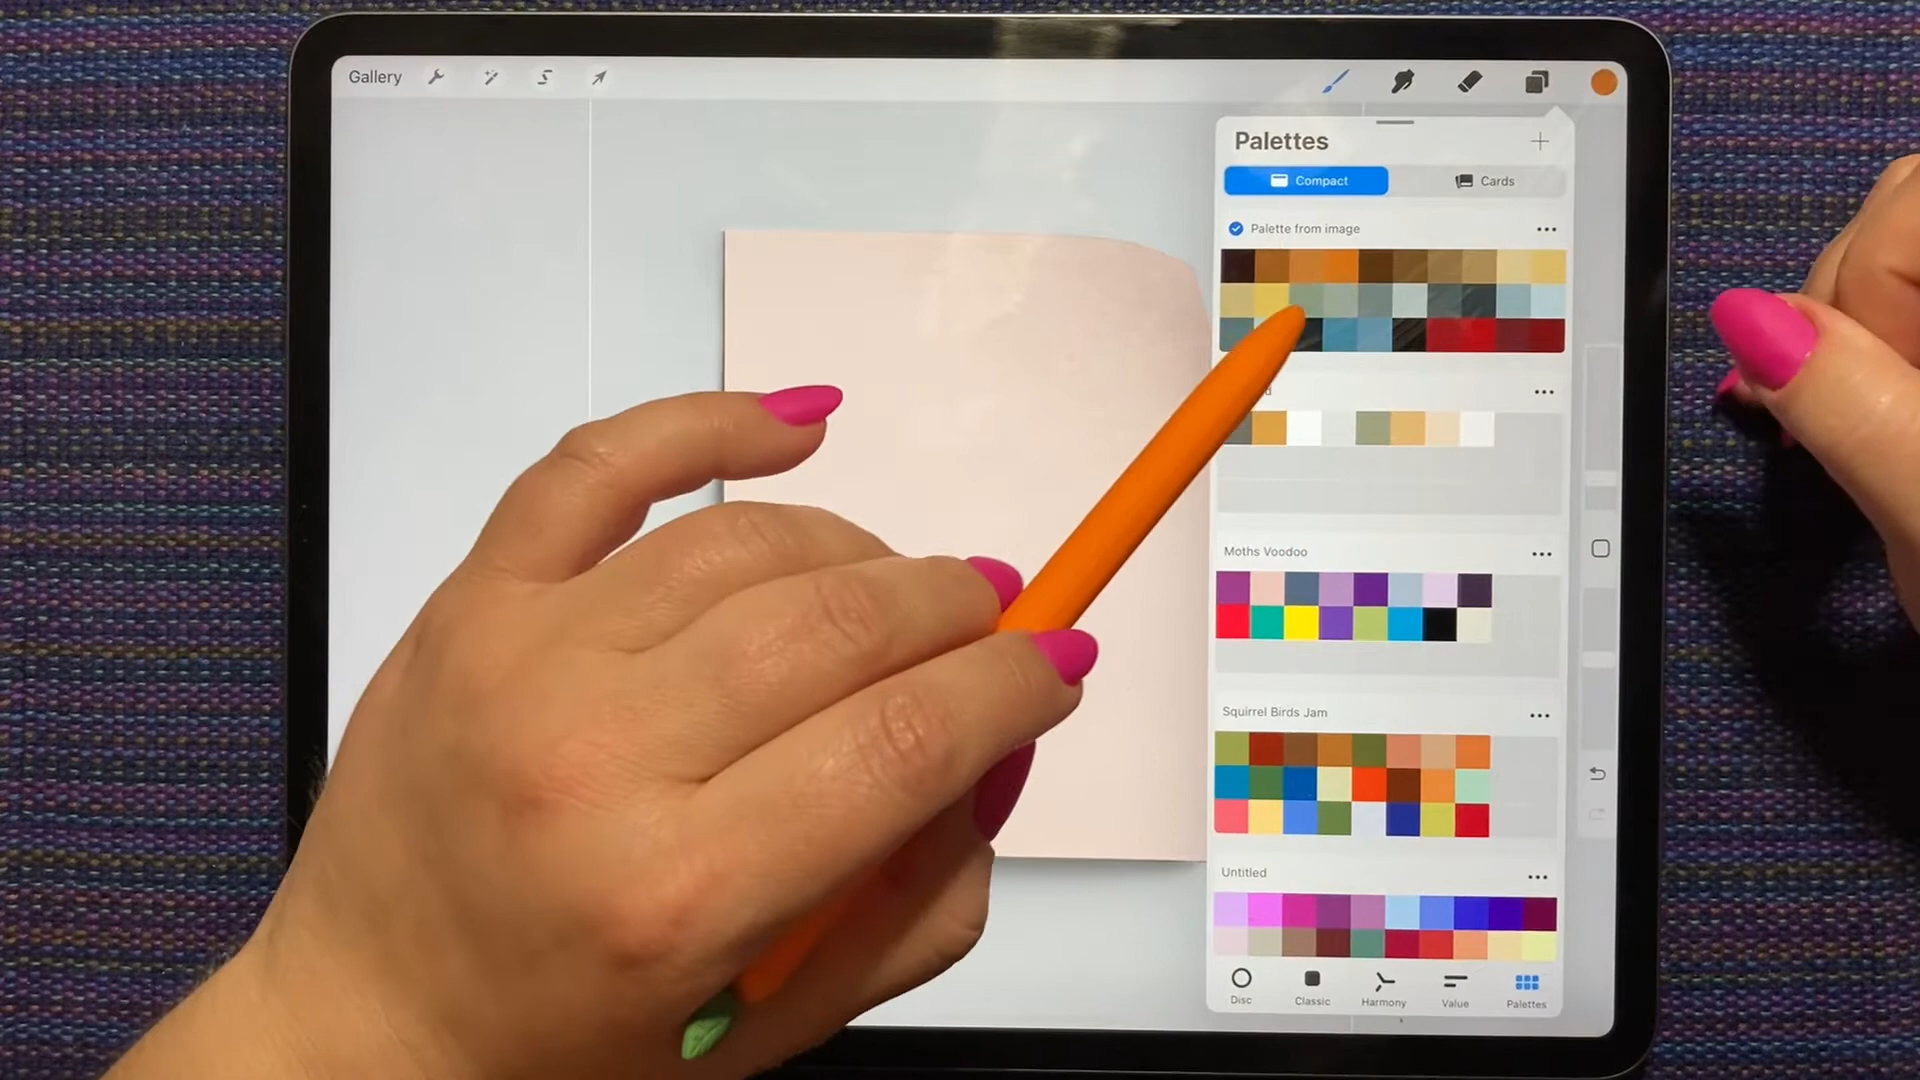 Gallery
Palettes
Compact
Cards
Palette from image
Moths Voodoo
Squirrel Birds Jam
Untitled
Disc
Classic
Harmony
Value
Palettes